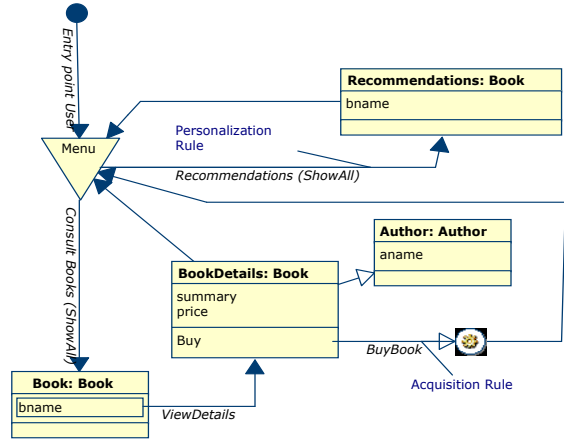 Entry point User
Recommendations: Book
bname
Personalization
Rule
Menu
Recommendations (ShowAll)
Consult Books (ShowAll)
Author: Author
aname
BookDetails: Book
summary
price
Buy
BuyBook
Acquisition Rule
Book: Book
bname
ViewDetails